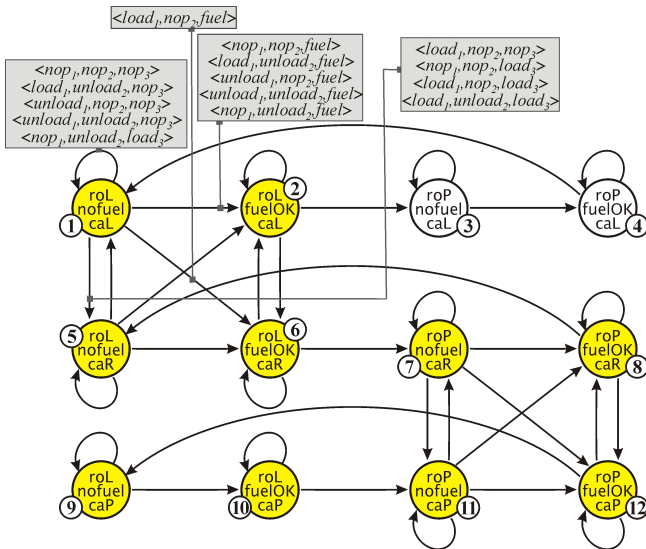 <load₁,nop₂,fuel>
<nop₁,nop₂,fuel>
<load₁,unload₂,fuel>
<unload₁,nop₂,fuel>
<unload₁,unload₂,fuel>
<nop₁,unload₂,fuel>
<load₁,nop₂,nop₃>
<nop₁,nop₂,load₃>
<load₁,nop₂,load₃>
<load₁,unload₂,load₃>
<nop₁,nop₂,nop₃>
<load₁,unload₂,nop₃>
<unload₁,nop₂,nop₃>
<unload₁,unload₂,nop₃>
<nop₁,unload₂,load₃>
roL
nofuel
caL
1
roL
fuelOK
caL
2
roP
nofuel
caL
3
roP
fuelOK
caL
4
roL
nofuel
caR
5
roL
fuelOK
caR
6
roP
nofuel
caR
7
roP
fuelOK
caR
8
roL
nofuel
caP
9
roL
fuelOK
caP
10
roP
nofuel
caP
11
roP
fuelOK
caP
12